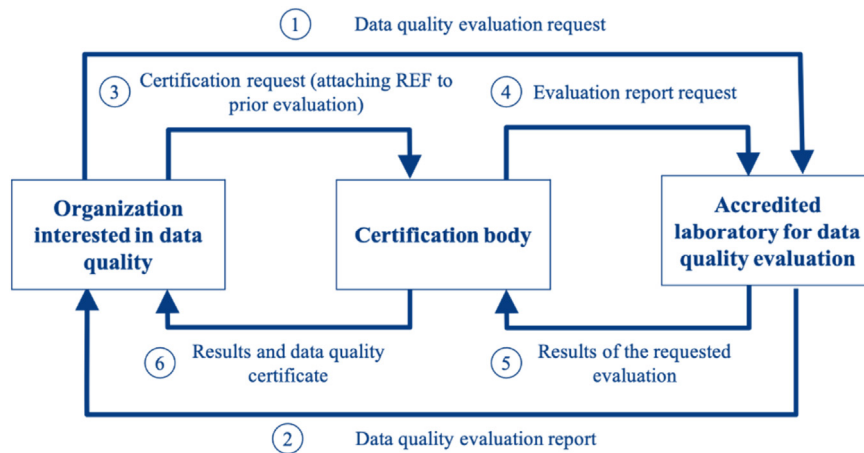 1 Data quality evaluation request
3 Certification request (attaching REF to
prior evaluation)
4 Evaluation report request
Organization
interested in data
quality
Certification body
Accredited
laboratory for data
quality evaluation
6 Results and data quality
certificate
5 Results of the requested
evaluation
2 Data quality evaluation report